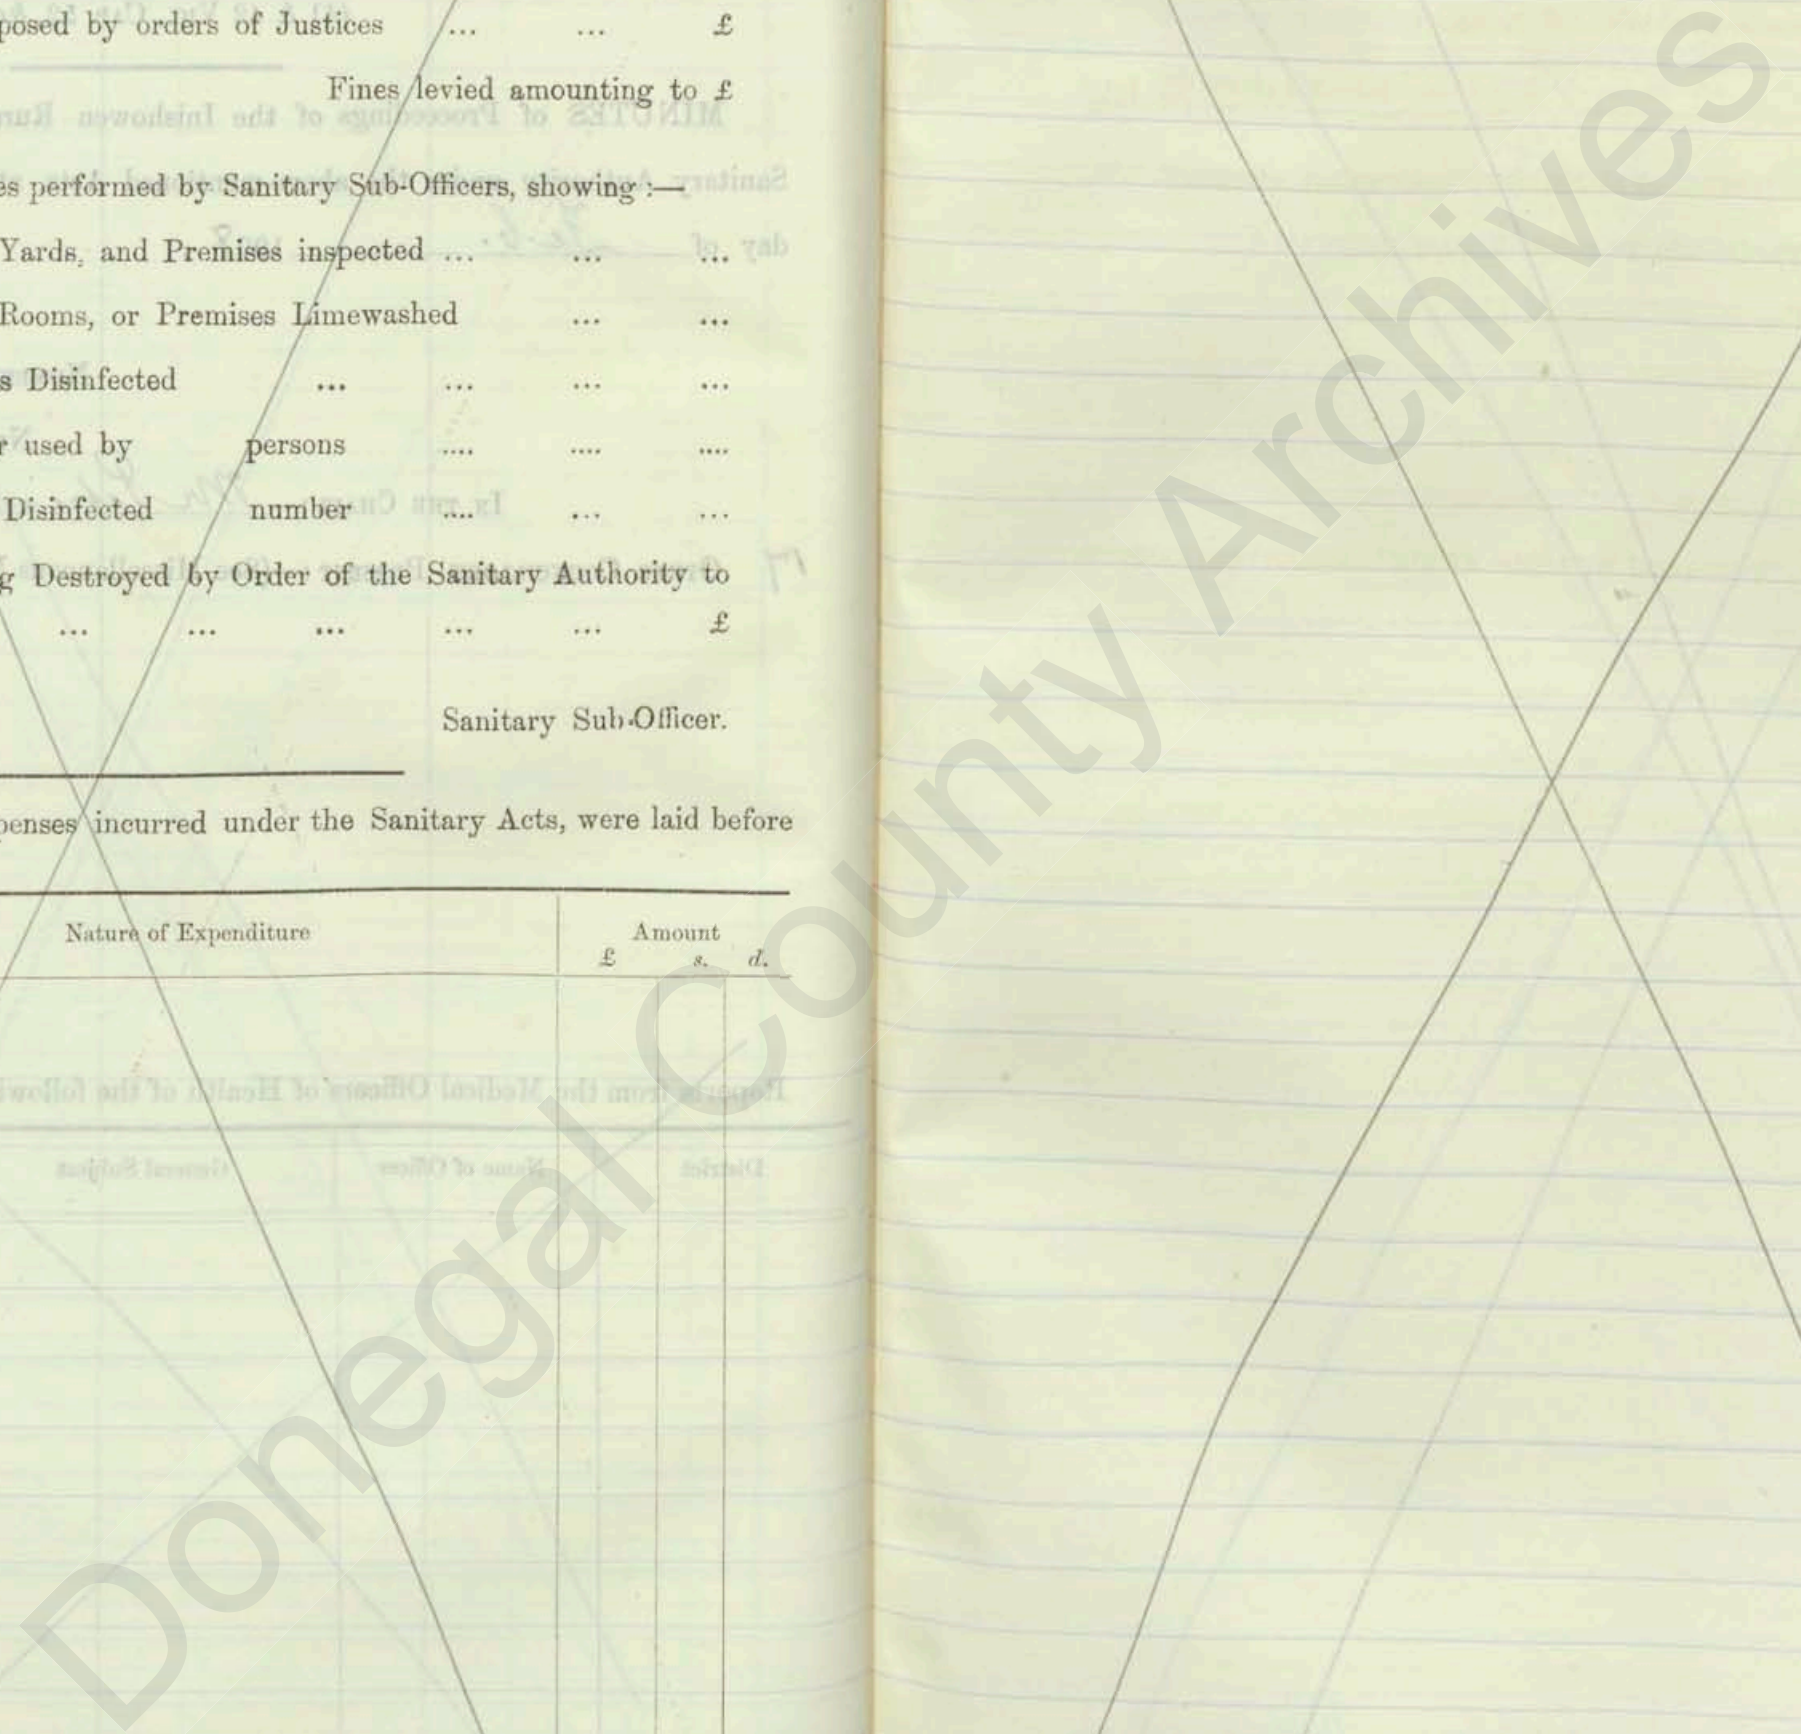 posed by orders of Justices ... ... £
Fines levied amounting to £
es performed by Sanitary Sub-Officers, showing :—
Yards, and Premises inspected ... ... ...
Rooms, or Premises Limewashed ... ...
s Disinfected ... ... ... ...
r used by persons .... .... ....
Disinfected number .... ... ...
g Destroyed by Order of the Sanitary Authority to
... ... ... ... ... £
Sanitary Sub-Officer.
penses incurred under the Sanitary Acts, were laid before
Nature of Expenditure Amount
£ s. d.
Donegal County Archives